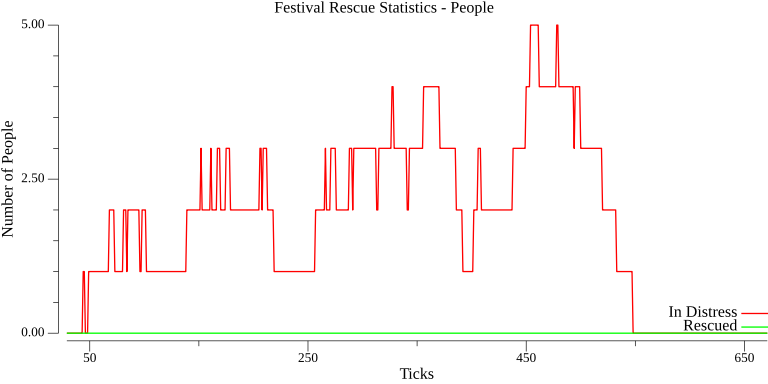 Festival Rescue Statistics - People
5.00
2.50
0.00
Number of People
In Distress
Rescued
50
250
450
650
Ticks